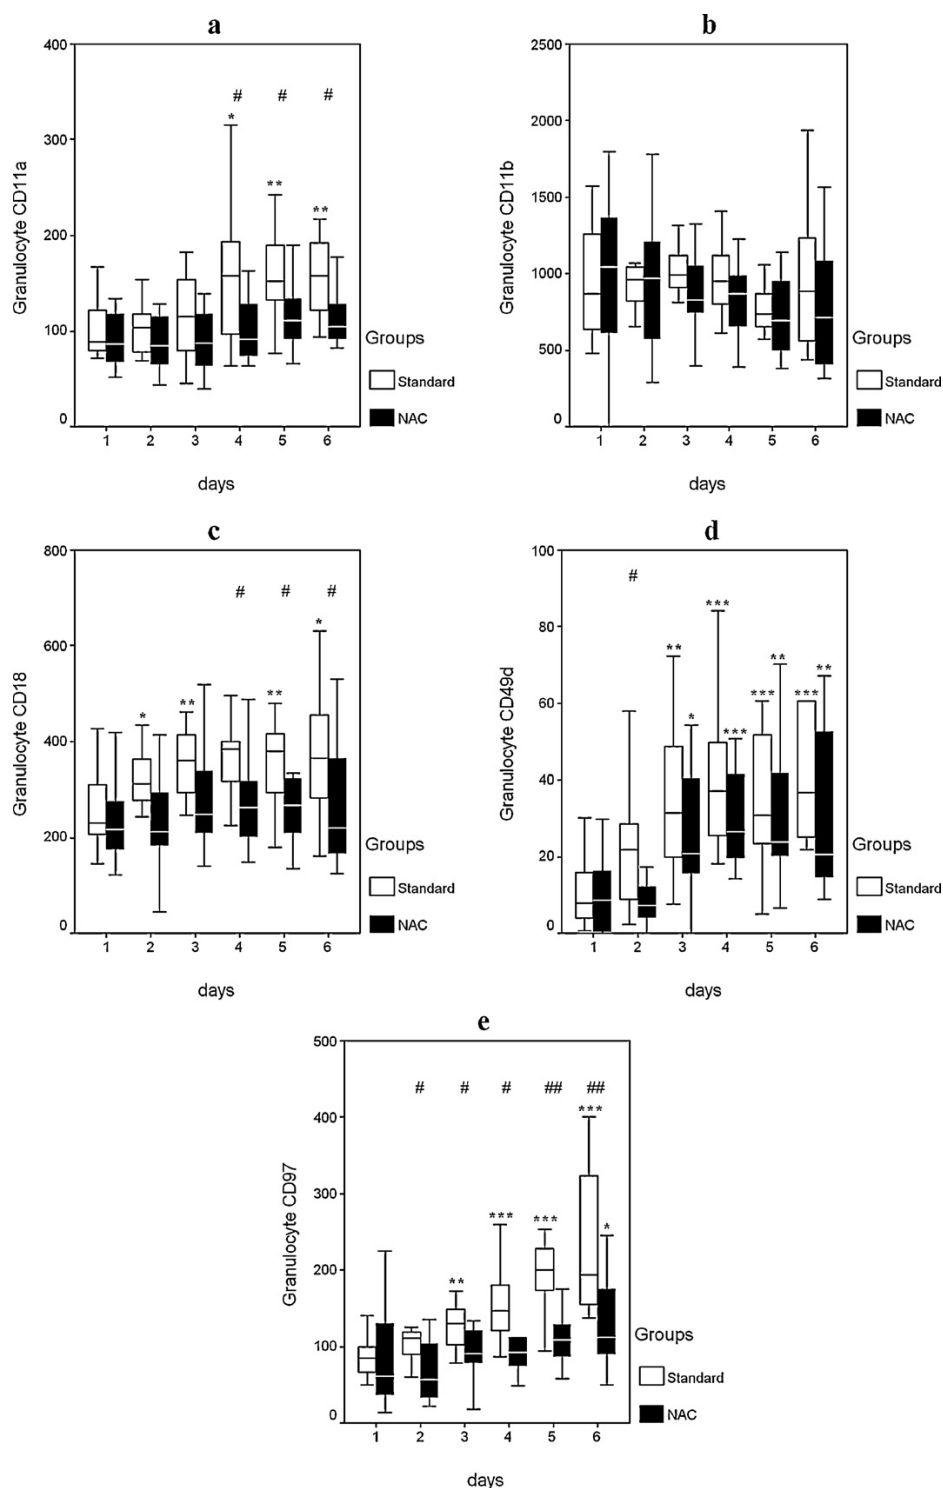 a
400
300
200
100
0
Granulocyte CD11a
# # #
*
**
**
1 2 3 4 5 6
days
Groups
Standard
NAC
b
2500
2000
1500
1000
500
0
Granulocyte CD11b
1 2 3 4 5 6
days
Groups
Standard
NAC
c
800
600
400
200
0
Granulocyte CD18
# # #
*
**
**
*
1 2 3 4 5 6
days
Groups
Standard
NAC
d
100
80
60
40
20
0
Granulocyte CD49d
#
**
*
***
***
***
**
***
**
1 2 3 4 5 6
days
Groups
Standard
NAC
e
500
400
300
200
100
0
Granulocyte CD97
# # # ## ##
**
***
***
***
*
1 2 3 4 5 6
days
Groups
Standard
NAC